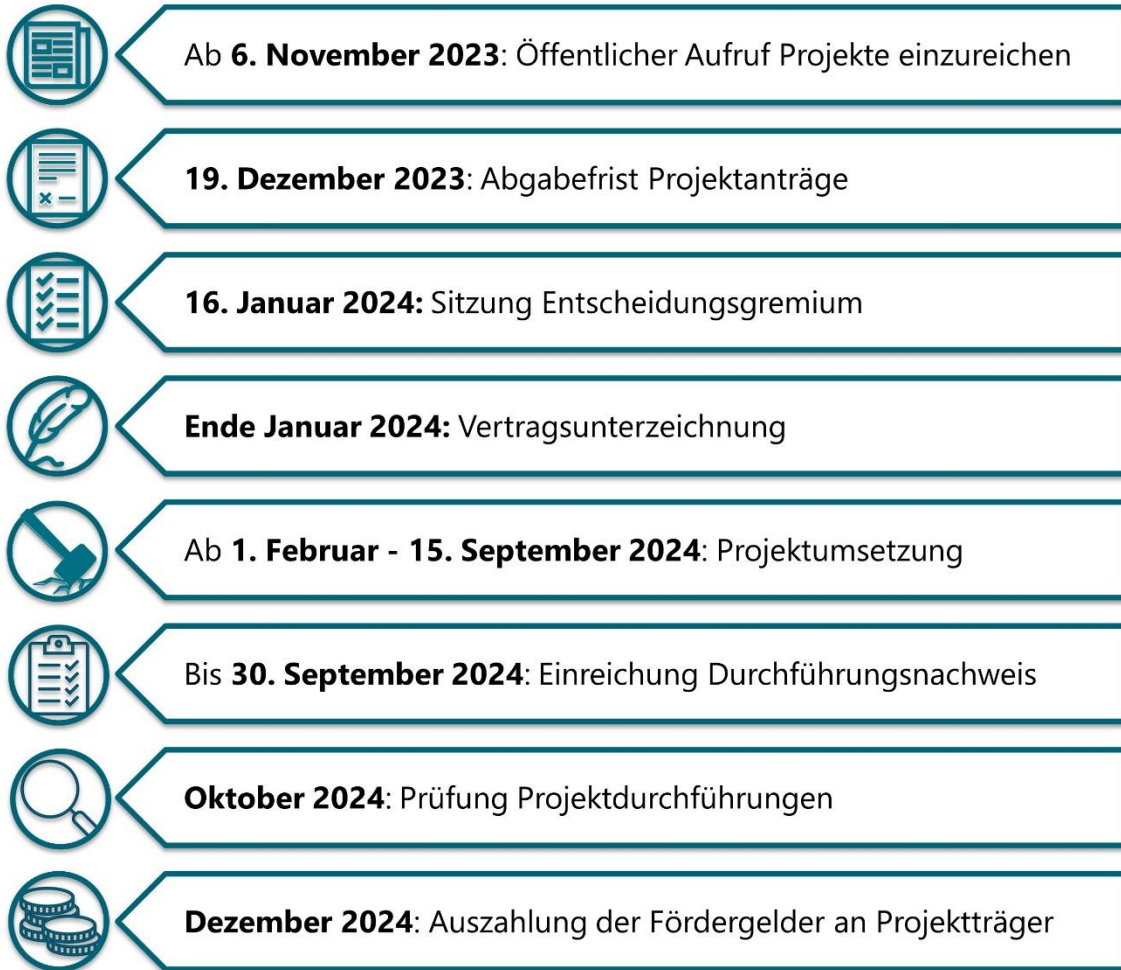 Ab 6. November 2023: Öffentlicher Aufruf Projekte einzureichen
19. Dezember 2023: Abgabefrist Projektanträge
16. Januar 2024: Sitzung Entscheidungsgremium
Ende Januar 2024: Vertragsunterzeichnung
Ab 1. Februar - 15. September 2024: Projektumsetzung
Bis 30. September 2024: Einreichung Durchführungsnachweis
Oktober 2024: Prüfung Projektdurchführungen
Dezember 2024: Auszahlung der Fördergelder an Projektträger